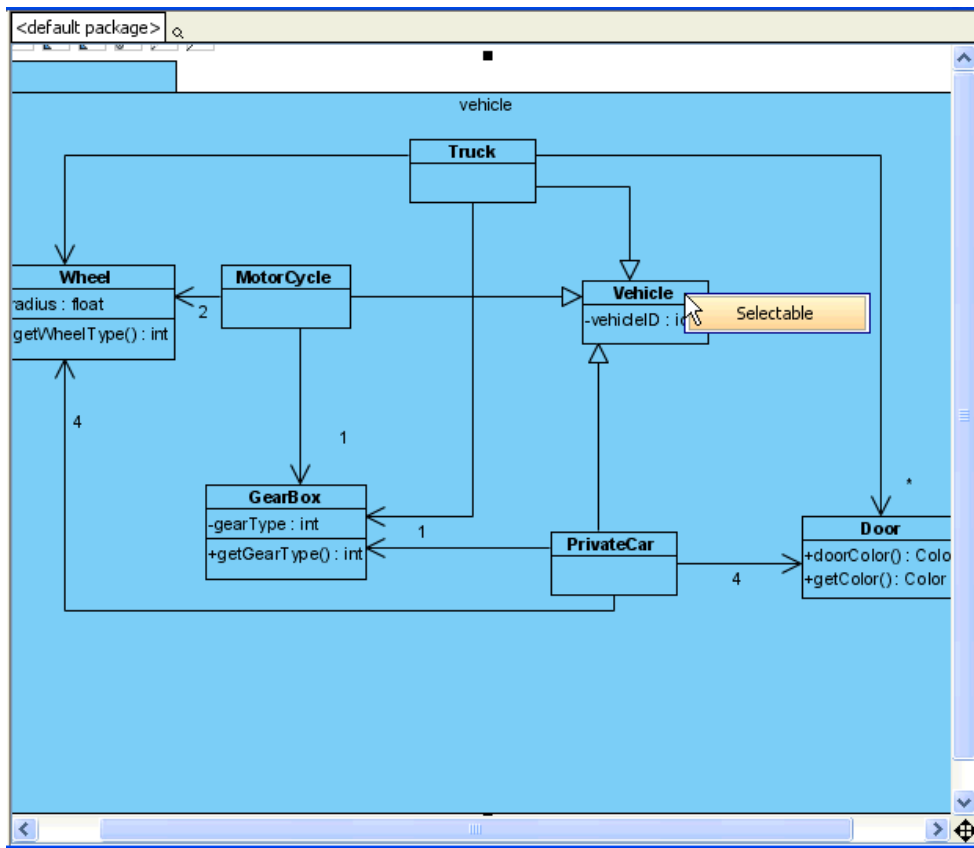 <default package>
vehicle
Truck
Wheel
radius : float
getWheelType() : int
MotorCycle
2
Vehicle
-vehicleID :
Selectable
4
1
GearBox
-gearType : int
+getGearType() : int
1
PrivateCar
4
*
Door
+doorColor() : Colo
+getColor() : Color